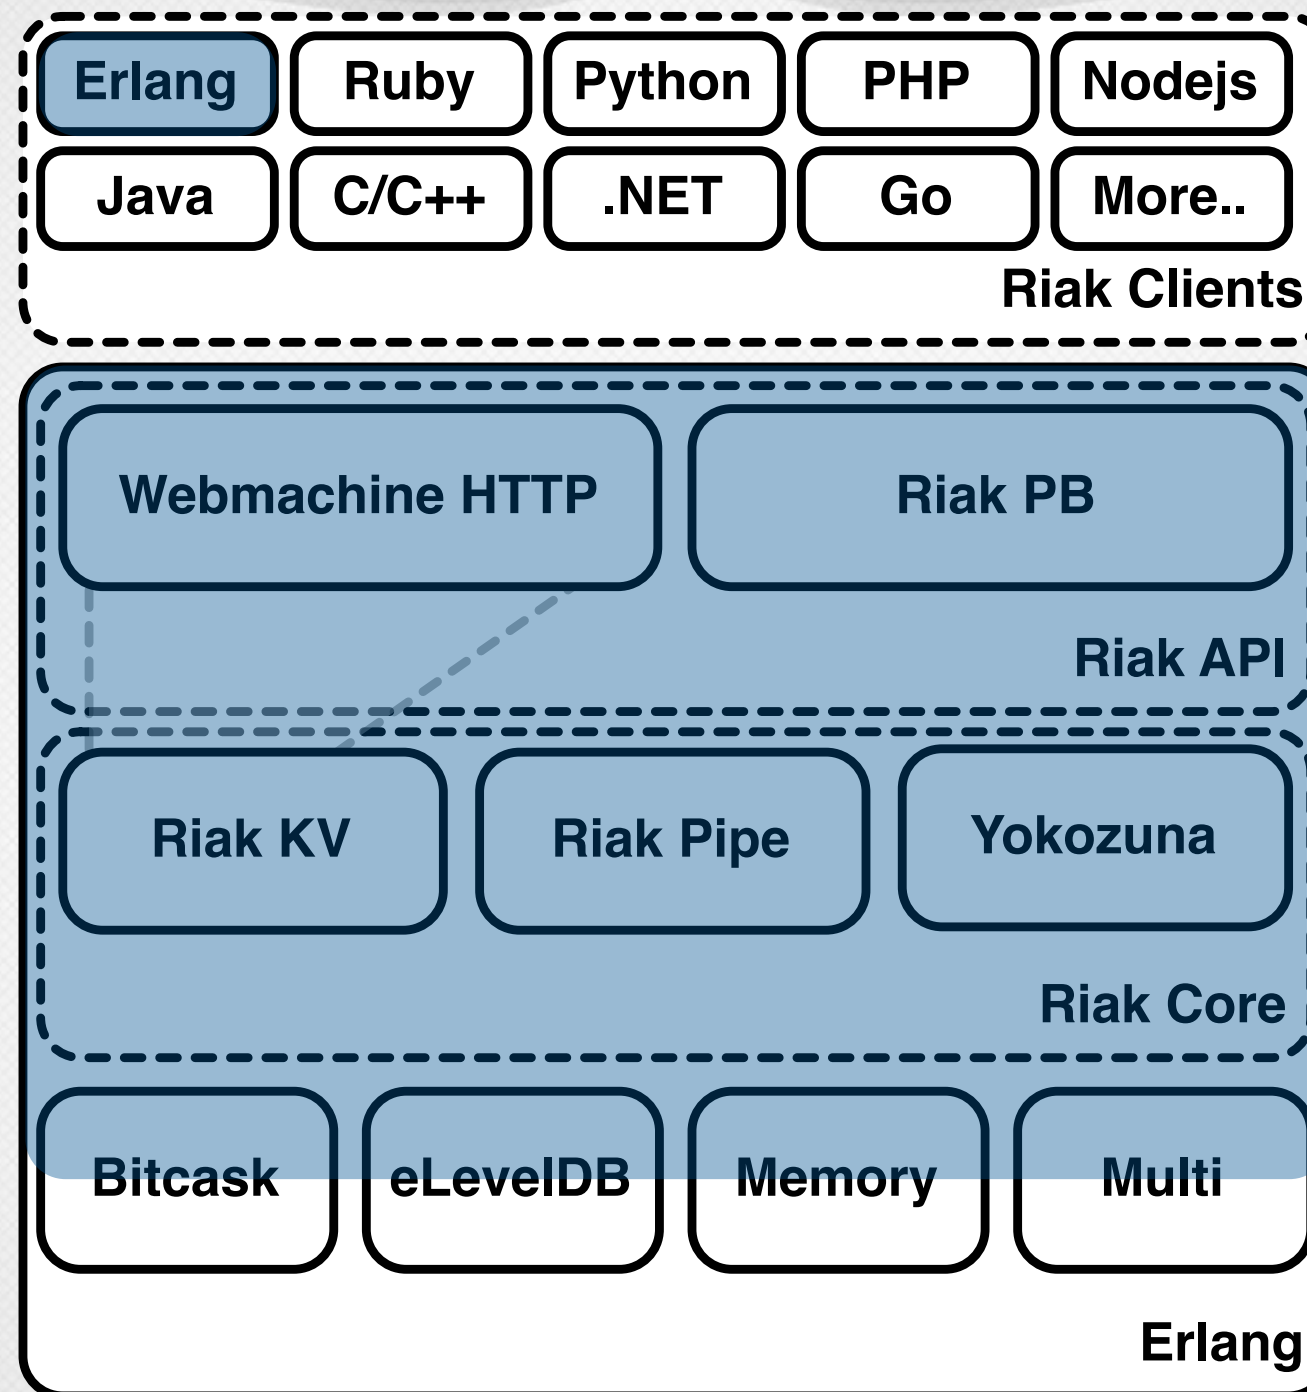 Erlang Ruby Python PHP Nodejs
Java C/C++ .NET Go More..
Riak Clients
Webmachine HTTP Riak PB
Riak API
Riak KV Riak Pipe Yokozuna
Riak Core
Bitcask eLevelDB Memory Multi
Erlang